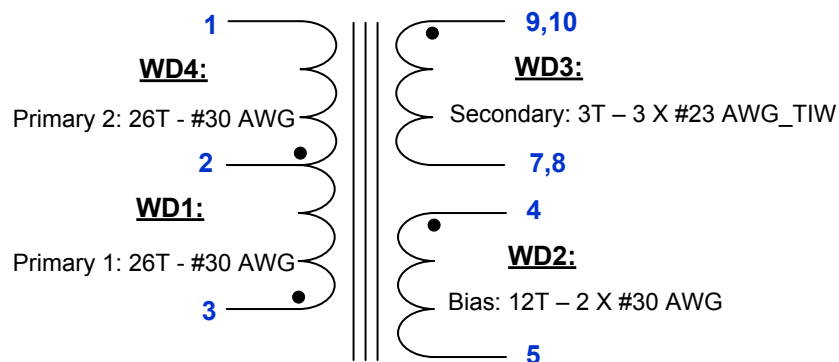 1
WD4:
Primary 2: 26T - #30 AWG
2
WD1:
Primary 1: 26T - #30 AWG
3
9,10
WD3:
Secondary: 3T – 3 X #23 AWG_TIW
7,8
4
WD2:
Bias: 12T – 2 X #30 AWG
5